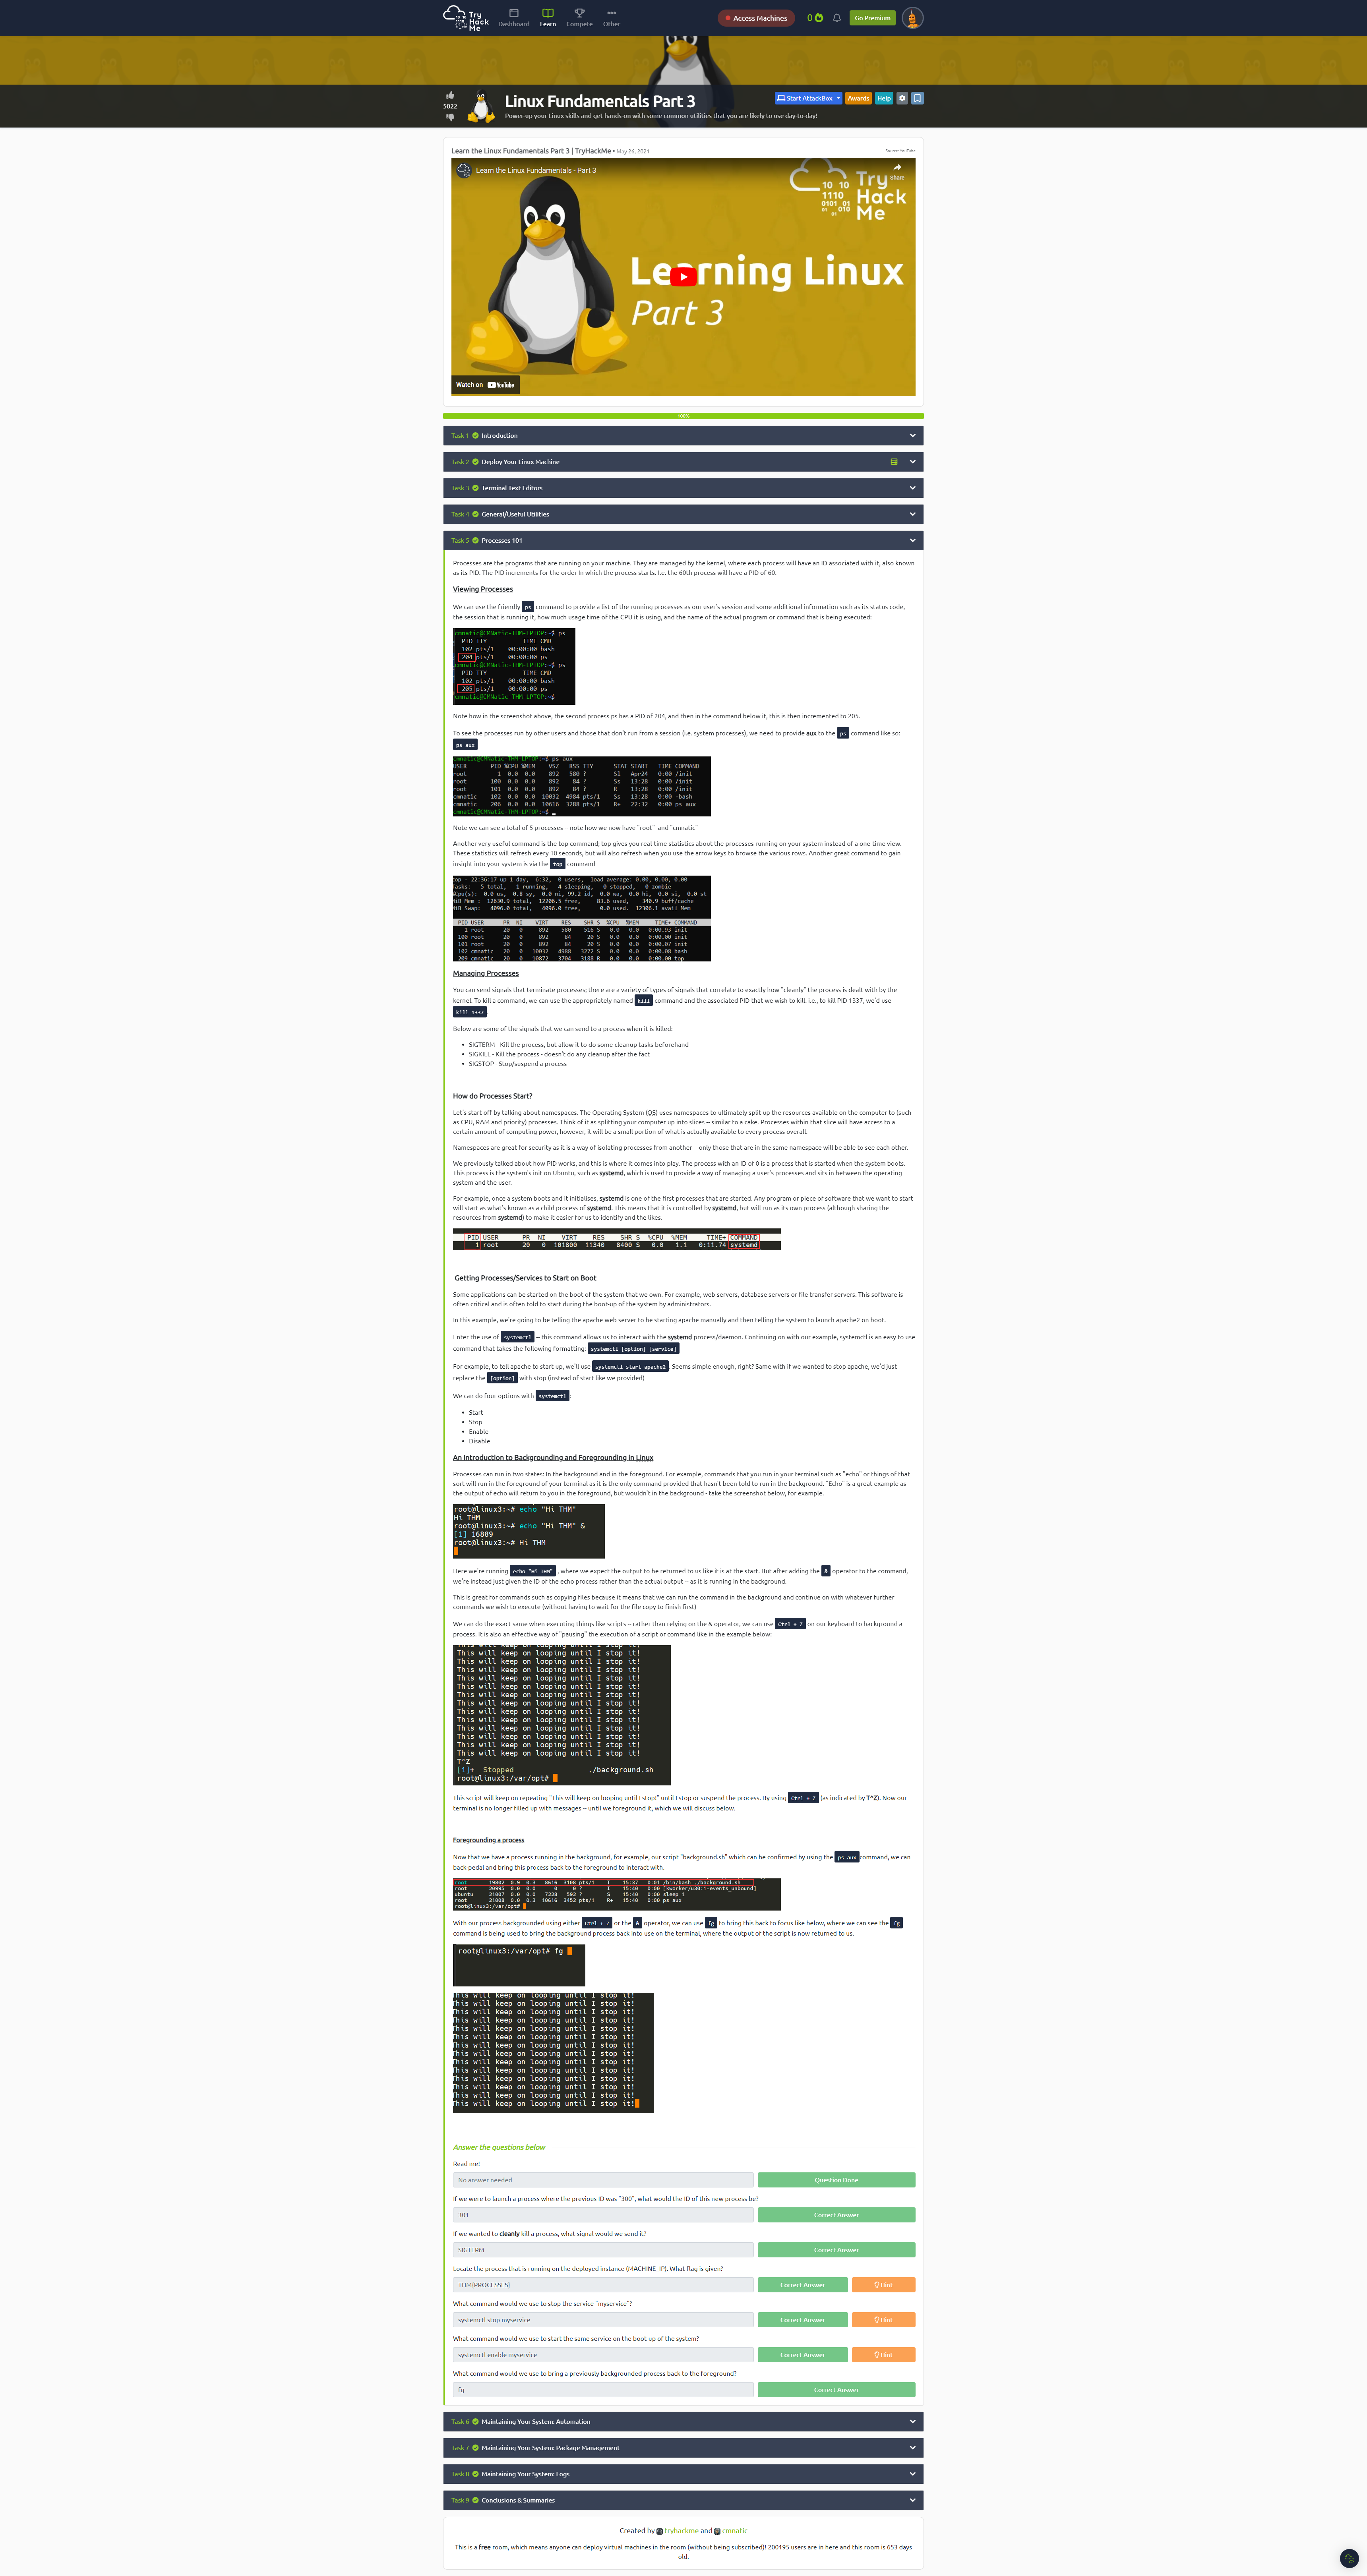 Try Hack Me
Dashboard Learn Compete Other
Access Machines 0 Go Premium
5022
Linux Fundamentals Part 3
Power-up your Linux skills and get hands-on with some common utilities that you are likely to use day-to-day!
Start AttackBox Awards Help
Learn the Linux Fundamentals Part 3 | TryHackMe • May 26, 2021
Source: YouTube
Learn the Linux Fundamentals - Part 3
Share
Try Hack Me
Learning Linux
Part 3
Watch on YouTube
100%
Task 1 Introduction
Task 2 Deploy Your Linux Machine
Task 3 Terminal Text Editors
Task 4 General/Useful Utilities
Task 5 Processes 101
Processes are the programs that are running on your machine. They are managed by the kernel, where each process will have an ID associated with it, also known
as its PID. The PID increments for the order In which the process starts. I.e. the 60th process will have a PID of 60.
Viewing Processes
We can use the friendly ps command to provide a list of the running processes as our user's session and some additional information such as its status code,
the session that is running it, how much usage time of the CPU it is using, and the name of the actual program or command that is being executed:
cmnatic@CMNatic-THM-LPTOP:~$ ps
PID TTY TIME CMD
102 pts/1 00:00:00 bash
204 pts/1 00:00:00 ps
cmnatic@CMNatic-THM-LPTOP:~$ ps
PID TTY TIME CMD
102 pts/1 00:00:00 bash
205 pts/1 00:00:00 ps
cmnatic@CMNatic-THM-LPTOP:~$
Note how in the screenshot above, the second process ps has a PID of 204, and then in the command below it, this is then incremented to 205.
To see the processes run by other users and those that don't run from a session (i.e. system processes), we need to provide aux to the ps command like so:
ps aux
cmnatic@CMNatic-THM-LPTOP:~$ ps aux
USER PID %CPU %MEM VSZ RSS TTY STAT START TIME COMMAND
root 1 0.0 0.0 892 580 ? Sl Apr24 0:00 /init
root 100 0.0 0.0 892 84 ? Ss 13:28 0:00 /init
root 101 0.0 0.0 892 84 ? R 13:28 0:00 /init
cmnatic 102 0.0 0.0 10032 4984 pts/1 Ss 13:28 0:00 -bash
cmnatic 206 0.0 0.0 10616 3288 pts/1 R+ 22:32 0:00 ps aux
cmnatic@CMNatic-THM-LPTOP:~$
Note we can see a total of 5 processes -- note how we now have "root" and "cmnatic"
Another very useful command is the top command; top gives you real-time statistics about the processes running on your system instead of a one-time view.
These statistics will refresh every 10 seconds, but will also refresh when you use the arrow keys to browse the various rows. Another great command to gain
insight into your system is via the top command
top - 22:36:17 up 1 day, 6:32, 0 users, load average: 0.00, 0.00, 0.00
Tasks: 5 total, 1 running, 4 sleeping, 0 stopped, 0 zombie
%Cpu(s): 0.0 us, 0.8 sy, 0.0 ni, 99.2 id, 0.0 wa, 0.0 hi, 0.0 si, 0.0 st
MiB Mem : 12630.9 total, 12206.5 free, 83.6 used, 340.9 buff/cache
MiB Swap: 4096.0 total, 4096.0 free, 0.0 used. 12306.1 avail Mem
PID USER PR NI VIRT RES SHR S %CPU %MEM TIME+ COMMAND
1 root 20 0 892 580 516 S 0.0 0.0 0:00.93 init
100 root 20 0 892 84 20 S 0.0 0.0 0:00.00 init
101 root 20 0 892 84 20 S 0.0 0.0 0:00.07 init
102 cmnatic 20 0 10032 4988 3272 S 0.0 0.0 0:00.08 bash
209 cmnatic 20 0 10872 3704 3188 R 0.0 0.0 0:00.00 top
Managing Processes
You can send signals that terminate processes; there are a variety of types of signals that correlate to exactly how "cleanly" the process is dealt with by the
kernel. To kill a command, we can use the appropriately named kill command and the associated PID that we wish to kill. i.e., to kill PID 1337, we'd use
kill 1337.
Below are some of the signals that we can send to a process when it is killed:
• SIGTERM - Kill the process, but allow it to do some cleanup tasks beforehand
• SIGKILL - Kill the process - doesn't do any cleanup after the fact
• SIGSTOP - Stop/suspend a process
How do Processes Start?
Let's start off by talking about namespaces. The Operating System (OS) uses namespaces to ultimately split up the resources available on the computer to (such
as CPU, RAM and priority) processes. Think of it as splitting your computer up into slices -- similar to a cake. Processes within that slice will have access to a
certain amount of computing power, however, it will be a small portion of what is actually available to every process overall.
Namespaces are great for security as it is a way of isolating processes from another -- only those that are in the same namespace will be able to see each other.
We previously talked about how PID works, and this is where it comes into play. The process with an ID of 0 is a process that is started when the system boots.
This process is the system's init on Ubuntu, such as systemd, which is used to provide a way of managing a user's processes and sits in between the operating
system and the user.
For example, once a system boots and it initialises, systemd is one of the first processes that are started. Any program or piece of software that we want to start
will start as what's known as a child process of systemd. This means that it is controlled by systemd, but will run as its own process (although sharing the
resources from systemd) to make it easier for us to identify and the likes.
PID USER PR NI VIRT RES SHR S %CPU %MEM TIME+ COMMAND
1 root 20 0 101800 11340 8400 S 0.0 1.1 0:11.74 systemd
Getting Processes/Services to Start on Boot
Some applications can be started on the boot of the system that we own. For example, web servers, database servers or file transfer servers. This software is
often critical and is often told to start during the boot-up of the system by administrators.
In this example, we're going to be telling the apache web server to be starting apache manually and then telling the system to launch apache2 on boot.
Enter the use of systemctl -- this command allows us to interact with the systemd process/daemon. Continuing on with our example, systemctl is an easy to use
command that takes the following formatting: systemctl [option] [service]
For example, to tell apache to start up, we'll use systemctl start apache2. Seems simple enough, right? Same with if we wanted to stop apache, we'd just
replace the [option] with stop (instead of start like we provided)
We can do four options with systemctl:
• Start
• Stop
• Enable
• Disable
An Introduction to Backgrounding and Foregrounding in Linux
Processes can run in two states: In the background and in the foreground. For example, commands that you run in your terminal such as "echo" or things of that
sort will run in the foreground of your terminal as it is the only command provided that hasn't been told to run in the background. "Echo" is a great example as
the output of echo will return to you in the foreground, but wouldn't in the background - take the screenshot below, for example.
root@linux3:~# echo "Hi THM"
Hi THM
root@linux3:~# echo "Hi THM" &
[1] 16889
root@linux3:~# Hi THM
Here we're running echo "Hi THM" , where we expect the output to be returned to us like it is at the start. But after adding the & operator to the command,
we're instead just given the ID of the echo process rather than the actual output -- as it is running in the background.
This is great for commands such as copying files because it means that we can run the command in the background and continue on with whatever further
commands we wish to execute (without having to wait for the file copy to finish first)
We can do the exact same when executing things like scripts -- rather than relying on the & operator, we can use Ctrl + Z on our keyboard to background a
process. It is also an effective way of "pausing" the execution of a script or command like in the example below:
This will keep on looping until I stop it!
This will keep on looping until I stop it!
This will keep on looping until I stop it!
This will keep on looping until I stop it!
This will keep on looping until I stop it!
This will keep on looping until I stop it!
This will keep on looping until I stop it!
This will keep on looping until I stop it!
This will keep on looping until I stop it!
This will keep on looping until I stop it!
This will keep on looping until I stop it!
This will keep on looping until I stop it!
This will keep on looping until I stop it!
This will keep on looping until I stop it!
T^Z
[1]+ Stopped ./background.sh
root@linux3:/var/opt#
This script will keep on repeating "This will keep on looping until I stop!" until I stop or suspend the process. By using Ctrl + Z (as indicated by T^Z). Now our
terminal is no longer filled up with messages -- until we foreground it, which we will discuss below.
Foregrounding a process
Now that we have a process running in the background, for example, our script "background.sh" which can be confirmed by using the ps aux command, we can
back-pedal and bring this process back to the foreground to interact with.
root 19802 0.9 0.3 8616 3108 pts/1 T 15:37 0:01 /bin/bash ./background.sh
root 20995 0.0 0.0 0 0 ? I 15:40 0:00 [kworker/u30:1-events_unbound]
ubuntu 21007 0.0 0.0 7228 592 ? S 15:40 0:00 sleep 1
root 21008 0.0 0.3 10616 3452 pts/1 R+ 15:40 0:00 ps aux
root@linux3:/var/opt#
With our process backgrounded using either Ctrl + Z or the & operator, we can use fg to bring this back to focus like below, where we can see the fg
command is being used to bring the background process back into use on the terminal, where the output of the script is now returned to us.
root@linux3:/var/opt# fg
This will keep on looping until I stop it!
This will keep on looping until I stop it!
This will keep on looping until I stop it!
This will keep on looping until I stop it!
This will keep on looping until I stop it!
This will keep on looping until I stop it!
This will keep on looping until I stop it!
This will keep on looping until I stop it!
This will keep on looping until I stop it!
This will keep on looping until I stop it!
This will keep on looping until I stop it!
This will keep on looping until I stop it!
This will keep on looping until I stop it!
This will keep on looping until I stop it!
Answer the questions below
Read me!
No answer needed Question Done
If we were to launch a process where the previous ID was "300", what would the ID of this new process be?
301 Correct Answer
If we wanted to cleanly kill a process, what signal would we send it?
SIGTERM Correct Answer
Locate the process that is running on the deployed instance (MACHINE_IP). What flag is given?
THM{PROCESSES} Correct Answer Hint
What command would we use to stop the service "myservice"?
systemctl stop myservice Correct Answer Hint
What command would we use to start the same service on the boot-up of the system?
systemctl enable myservice Correct Answer Hint
What command would we use to bring a previously backgrounded process back to the foreground?
fg Correct Answer
Task 6 Maintaining Your System: Automation
Task 7 Maintaining Your System: Package Management
Task 8 Maintaining Your System: Logs
Task 9 Conclusions & Summaries
Created by tryhackme and cmnatic
This is a free room, which means anyone can deploy virtual machines in the room (without being subscribed)! 200195 users are in here and this room is 653 days
old.